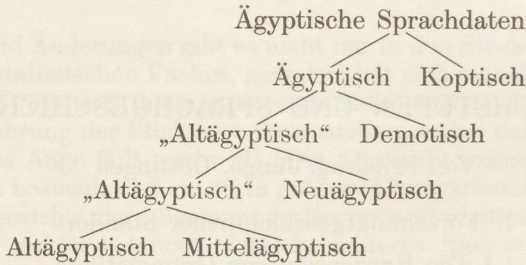 Ägyptische Sprachdaten
Ägyptisch Koptisch
„Altägyptisch“ Demotisch
„Altägyptisch“ Neuägyptisch
Altägyptisch Mittelägyptisch